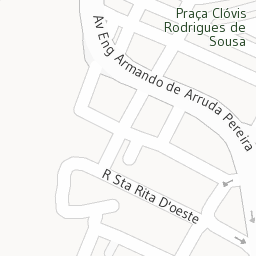 Praça Clóvis
Rodrigues de
Sousa
Av Eng Armando de Arruda Pereira
R Sta Rita D'oeste